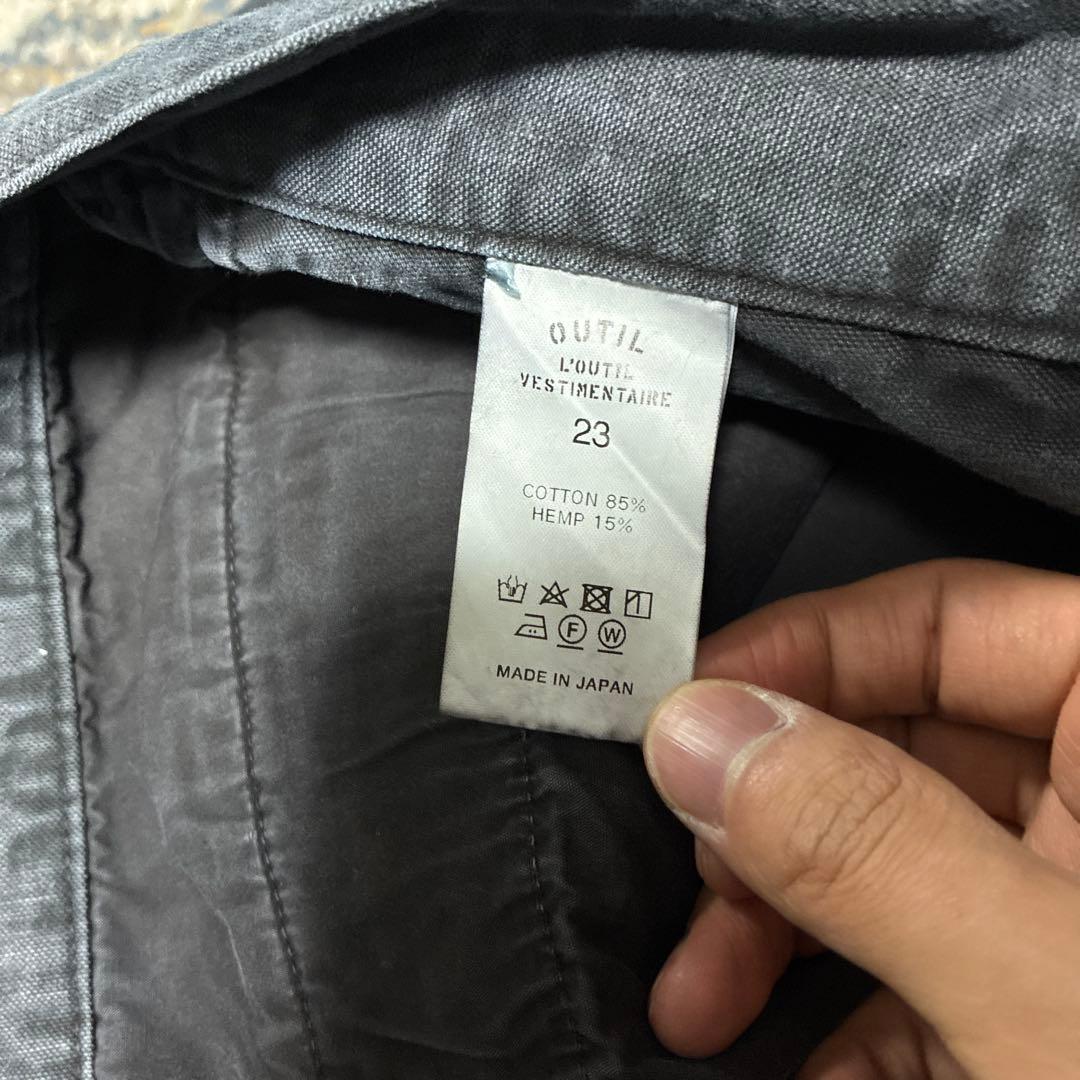 OUTIL
L'OUTIL
VESTIMENTAIRE
23
COTTON 85%
HEMP 15%
F W
MADE IN JAPAN